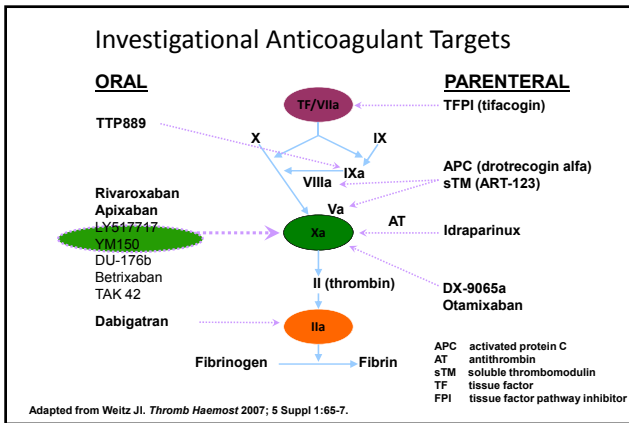 Investigational Anticoagulant Targets
ORAL
PARENTERAL
TF/VIIa
TFPI (tifacogin)
TTP889
X
IX
IXa
VIIIa
APC (drotrecogin alfa)
sTM (ART-123)
Rivaroxaban
Apixaban
LY517717
YM150
DU-176b
Betrixaban
TAK 42
Va
AT
Xa
Idraparinux
II (thrombin)
DX-9065a
Otamixaban
Dabigatran
IIa
Fibrinogen
Fibrin
APC activated protein C
AT antithrombin
sTM soluble thrombomodulin
TF tissue factor
FPI tissue factor pathway inhibitor
Adapted from Weitz JI. Thromb Haemost 2007; 5 Suppl 1:65-7.